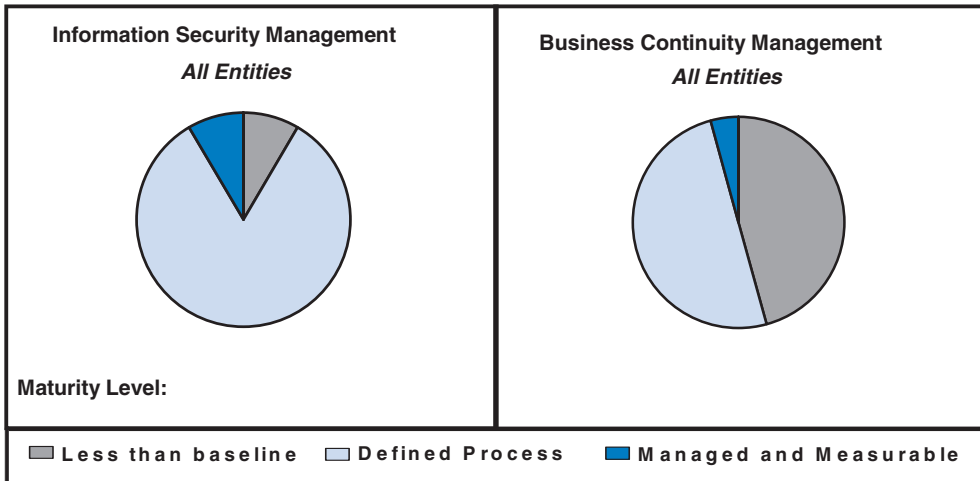 Information Security Management
All Entities
Business Continuity Management
All Entities
Maturity Level:
Less than baseline
Defined Process
Managed and Measurable